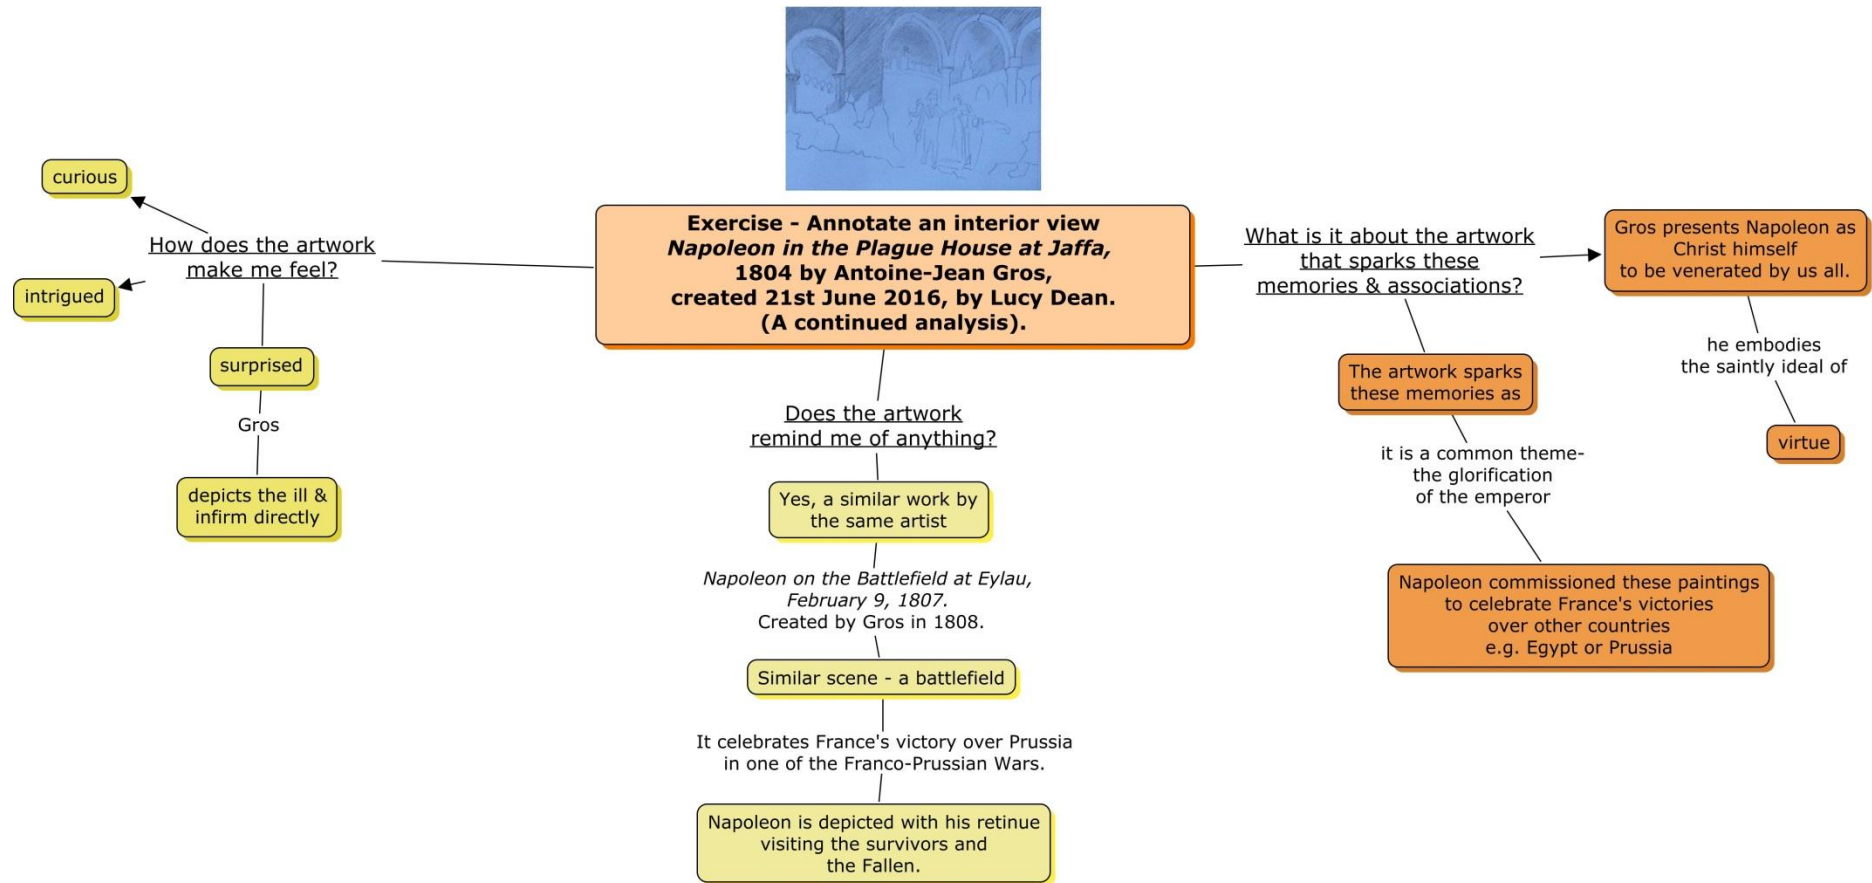 Exercise - Annotate an interior view
Napoleon in the Plague House at Jaffa,
1804 by Antoine-Jean Gros,
created 21st June 2016, by Lucy Dean.
(A continued analysis).
How does the artwork
make me feel?
curious
intrigued
surprised
Gros
depicts the ill &
infirm directly
Does the artwork
remind me of anything?
Yes, a similar work by
the same artist
Napoleon on the Battlefield at Eylau,
February 9, 1807.
Created by Gros in 1808.
Similar scene - a battlefield
It celebrates France's victory over Prussia
in one of the Franco-Prussian Wars.
Napoleon is depicted with his retinue
visiting the survivors and
the Fallen.
What is it about the artwork
that sparks these
memories & associations?
The artwork sparks
these memories as
it is a common theme-
the glorification
of the emperor
Napoleon commissioned these paintings
to celebrate France's victories
over other countries
e.g. Egypt or Prussia
Gros presents Napoleon as
Christ himself
to be venerated by us all.
he embodies
the saintly ideal of
virtue